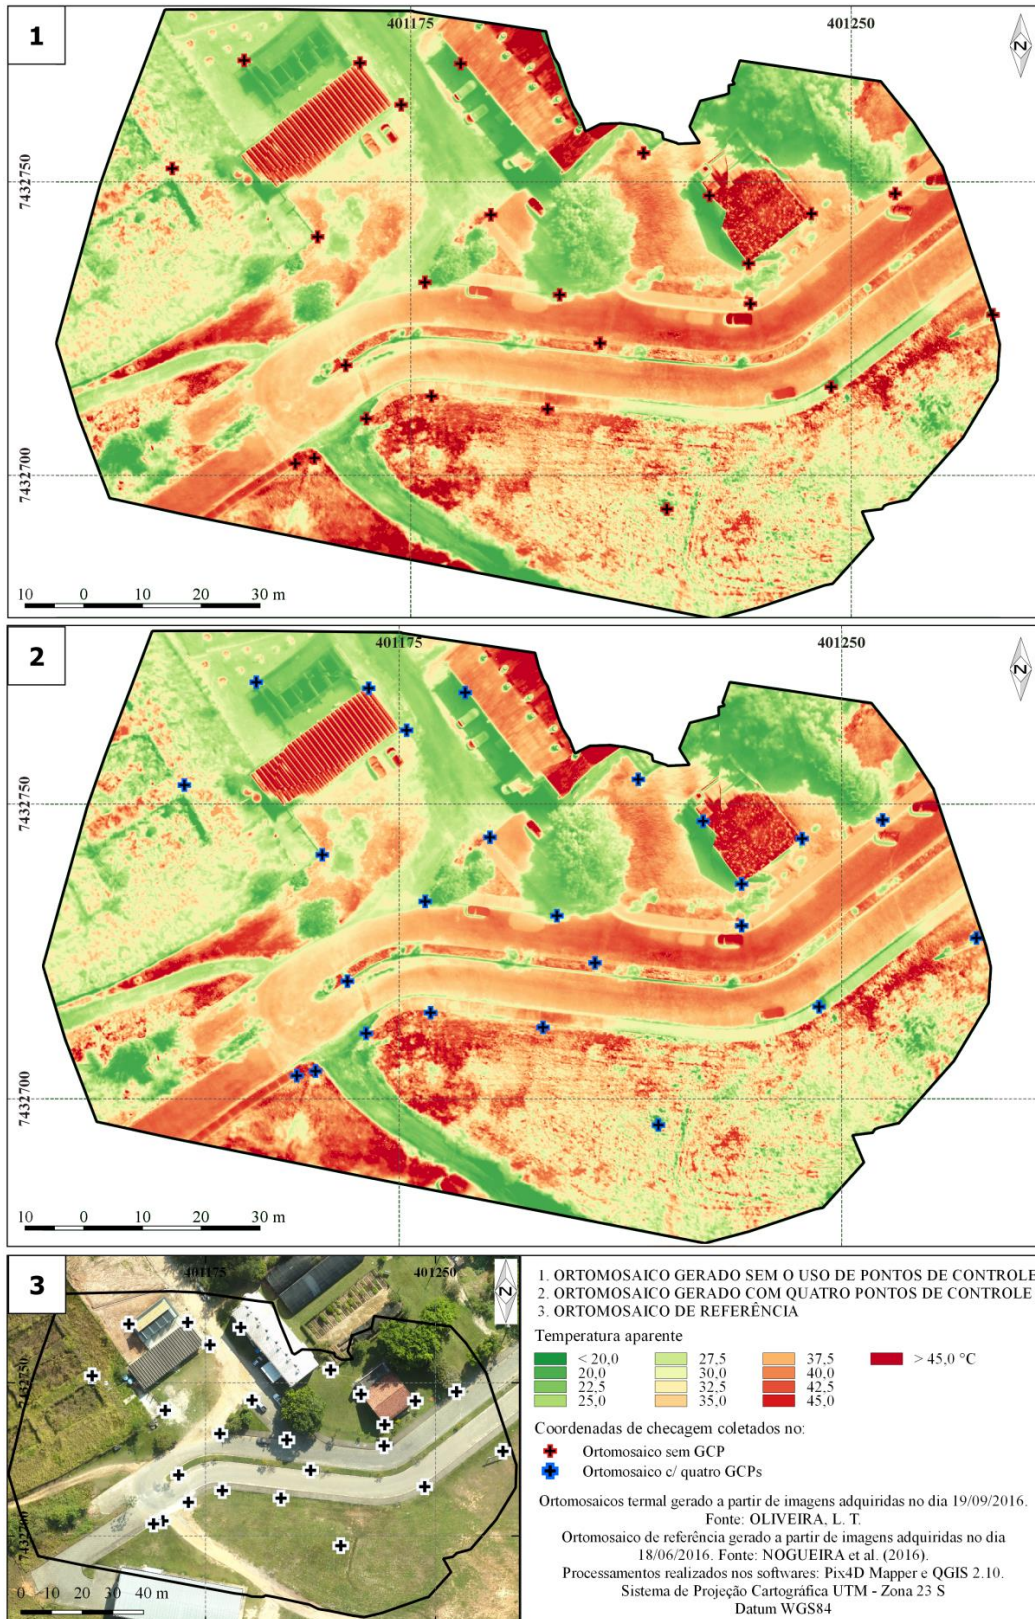 1
401175
401250
7432750
7432700
10 0 10 20 30 m
N
2
401175
401250
7432750
7432700
10 0 10 20 30 m
N
3
401175
401250
7432750
7432700
10 0 10 20 30 40 m
N
1. ORTOMOSAICO GERADO SEM O USO DE PONTOS DE CONTROLE
2. ORTOMOSAICO GERADO COM QUATRO PONTOS DE CONTROLE
3. ORTOMOSAICO DE REFERÊNCIA
Temperatura aparente
< 20,0 27,5 37,5 > 45,0 °C
20,0 30,0 40,0
22,5 32,5 42,5
25,0 35,0 45,0
Coordenadas de checagem coletados no:
Ortomosaico sem GCP
Ortomosaico c/ quatro GCPs
Ortomosaicos termal gerado a partir de imagens adquiridas no dia 19/09/2016.
Fonte: OLIVEIRA, L. T.
Ortomosaico de referência gerado a partir de imagens adquiridas no dia
18/06/2016. Fonte: NOGUEIRA et al. (2016).
Processamentos realizados nos softwares: Pix4D Mapper e QGIS 2.10.
Sistema de Projeção Cartográfica UTM - Zona 23 S
Datum WGS84